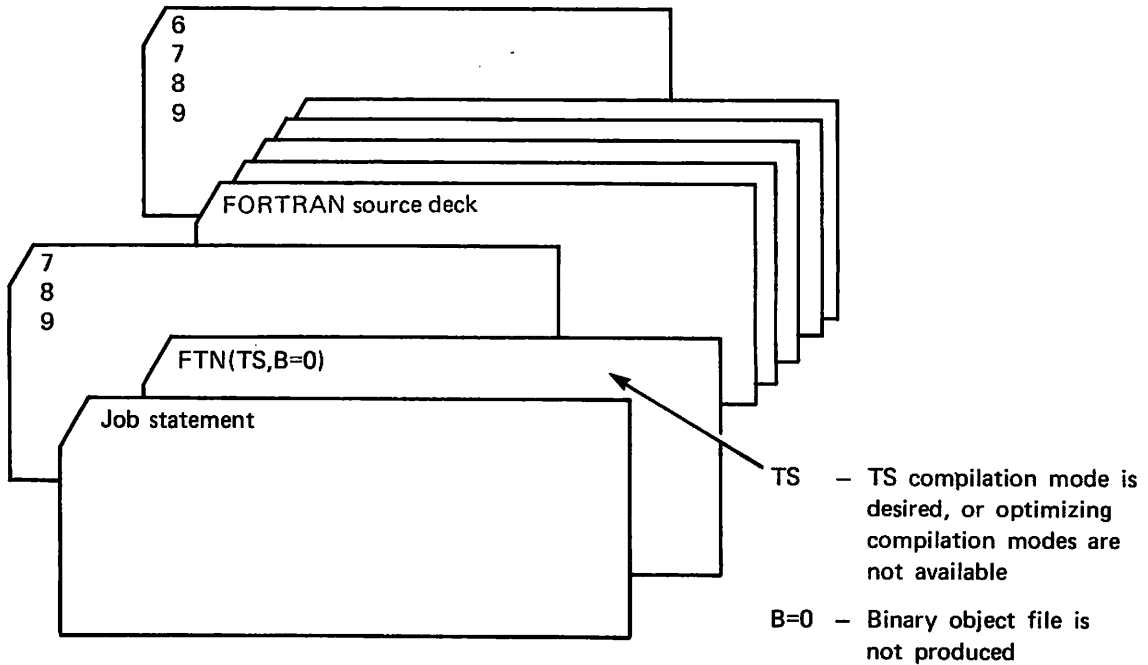 6
7
8
9
FORTRAN source deck
7
8
9
FTN(TS,B=0)
Job statement
TS – TS compilation mode is
desired, or optimizing
compilation modes are
not available
B=0 – Binary object file is
not produced